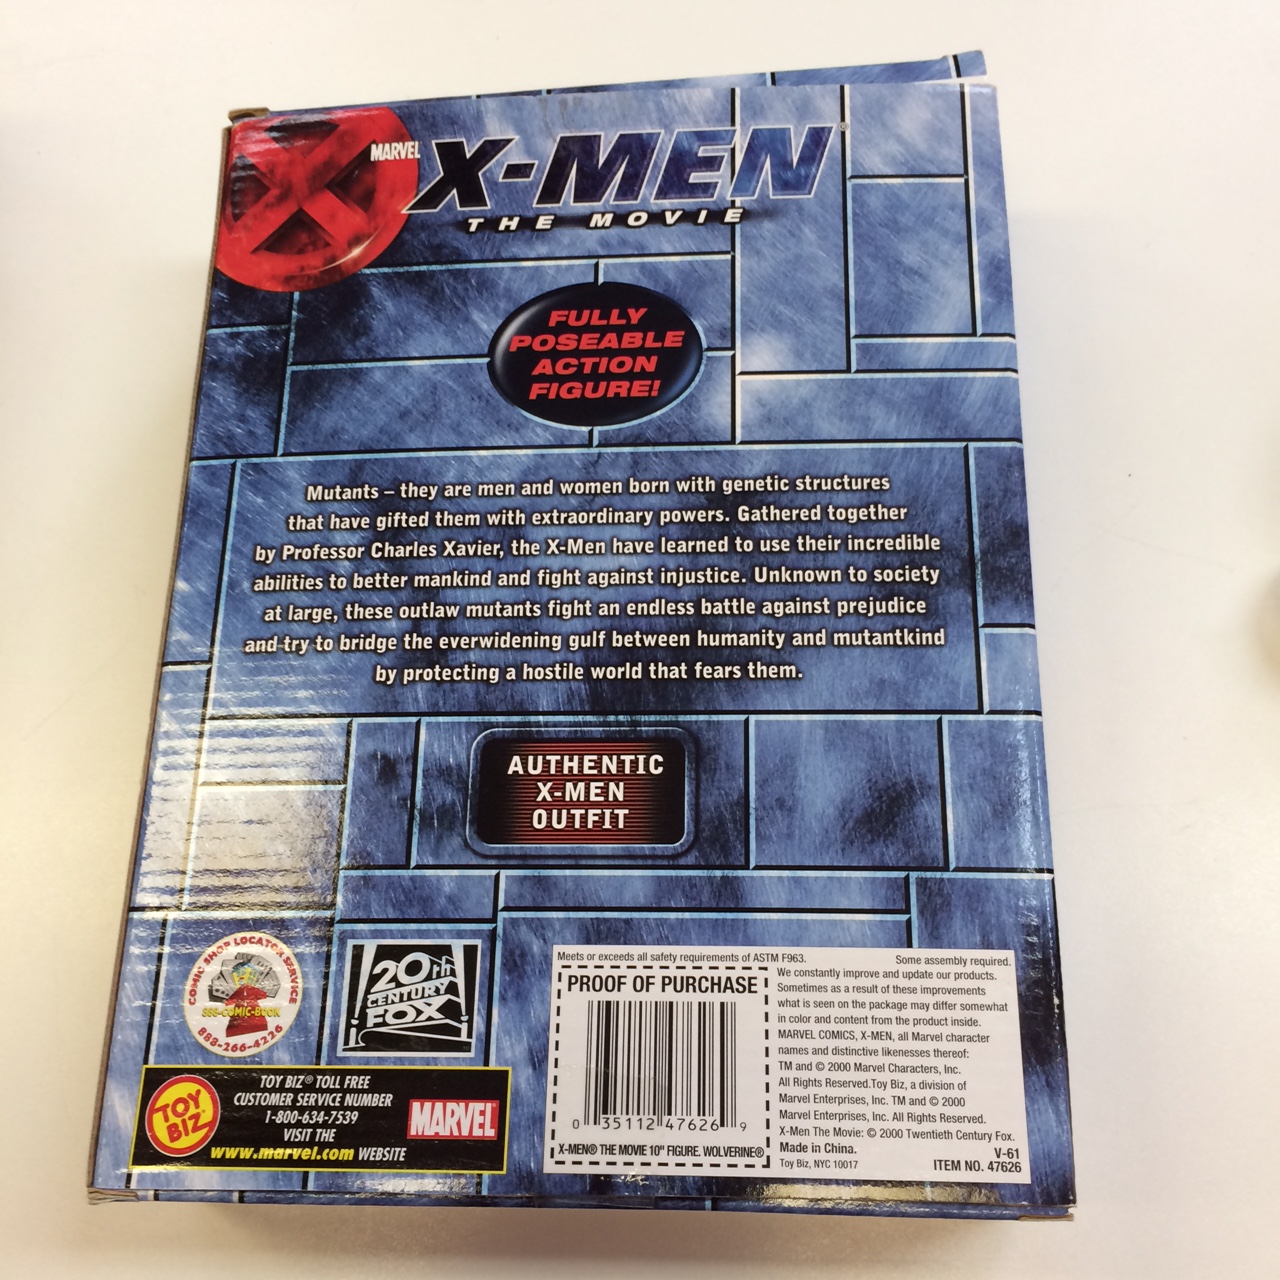 MARVEL
X-MEN®
THE MOVIE
FULLY
POSEABLE
ACTION
FIGURE!
Mutants – they are men and women born with genetic structures
that have gifted them with extraordinary powers. Gathered together
by Professor Charles Xavier, the X-Men have learned to use their incredible
abilities to better mankind and fight against injustice. Unknown to society
at large, these outlaw mutants fight an endless battle against prejudice
and try to bridge the everwidening gulf between humanity and mutantkind
by protecting a hostile world that fears them.
AUTHENTIC
X-MEN
OUTFIT
COMIC SHOP LOCATOR SERVICE
888-COMIC-BOOK
888-266-4226
20th
CENTURY
FOX
TOY
BIZ
TOY BIZ® TOLL FREE
CUSTOMER SERVICE NUMBER
1-800-634-7539
VISIT THE
www.marvel.com WEBSITE
MARVEL
Meets or exceeds all safety requirements of ASTM F963.
PROOF OF PURCHASE
0 35112 47626 9
X-MEN® THE MOVIE 10" FIGURE. WOLVERINE®
Some assembly required.
We constantly improve and update our products.
Sometimes as a result of these improvements
what is seen on the package may differ somewhat
in color and content from the product inside.
MARVEL COMICS, X-MEN, all Marvel character
names and distinctive likenesses thereof:
TM and © 2000 Marvel Characters, Inc.
All Rights Reserved.Toy Biz, a division of
Marvel Enterprises, Inc. TM and © 2000
Marvel Enterprises, Inc. All Rights Reserved.
X-Men The Movie: © 2000 Twentieth Century Fox.
Made in China.
Toy Biz, NYC 10017
V-61
ITEM NO. 47626